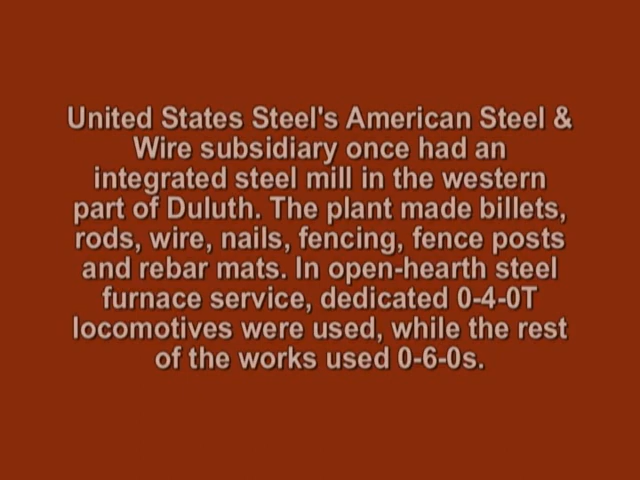 United States Steel's American Steel &
Wire subsidiary once had an
integrated steel mill in the western
part of Duluth. The plant made billets,
rods, wire, nails, fencing, fence posts
and rebar mats. In open-hearth steel
furnace service, dedicated 0-4-0T
locomotives were used, while the rest
of the works used 0-6-0s.